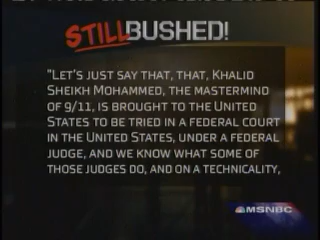 STILL BUSHED!
"LET'S JUST SAY THAT, THAT, KHALID
SHEIKH MOHAMMED, THE MASTERMIND
OF 9/11, IS BROUGHT TO THE UNITED
STATES TO BE TRIED IN A FEDERAL COURT
IN THE UNITED STATES, UNDER A FEDERAL
JUDGE, AND WE KNOW WHAT SOME OF
THOSE JUDGES DO, AND ON A TECHNICALITY,
MSNBC